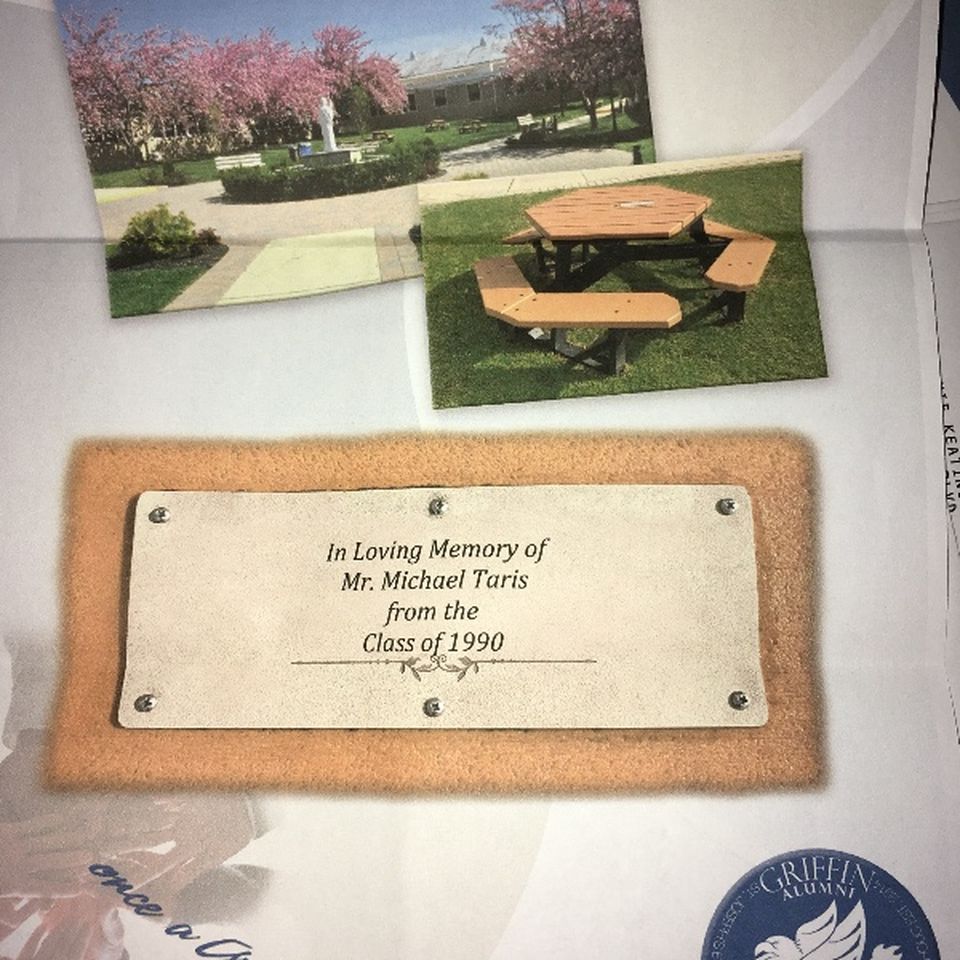 In Loving Memory of
Mr. Michael Taris
from the
Class of 1990
once a
GRIFFIN
ALUMNI